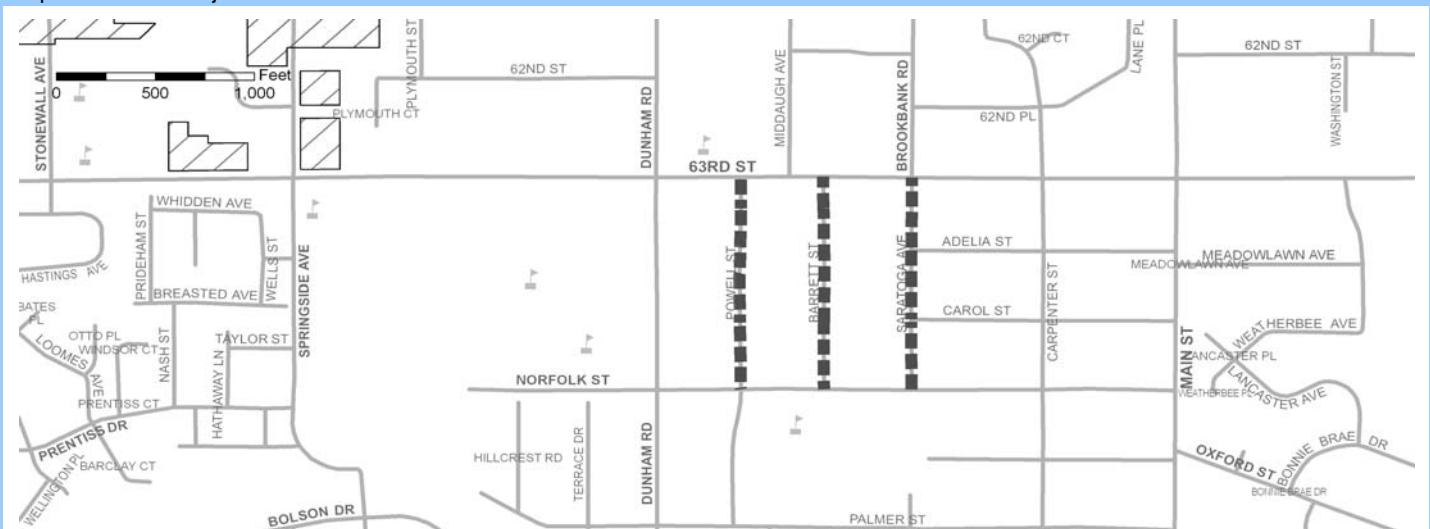 62ND CT
LANE PL
62ND ST
PLYMOUTH ST
STONEWALL AVE
Feet
0 500 1,000
62ND ST
MIDDAUGH AVE
BROOKBANK RD
DUNHAM RD
WASHINGTON ST
PLYMOUTH CT
62ND PL
63RD ST
WHIDDEN AVE
PRIDEHAM ST
WELLS ST
SPRINGSIDE AVE
POWELL ST
BARRETT ST
SARATOGA AVE
ADELIA ST
MEADOWLAWN AVE
MEADOWLAWN AVE
HASTINGS AVE
BREASTED AVE
CARPENTER ST
CAROL ST
BATES
PL
OTTO PL
WINDSOR CT
LOOMES
AVE
NASH ST
TAYLOR ST
HATHAWAY LN
MAIN ST
WEATHERBEE AVE
LANCASTER PL
LANCASTER AVE
WEATHERBEE PL
NORFOLK ST
PRENTISS CT
PRENTISS DR
BARCLAY CT
WELLINGTON PL
HILLCREST RD
TERRACE DR
DUNHAM RD
OXFORD ST
BONNIE BRAE DR
BONNIE BRAE DR
BOLSON DR
PALMER ST